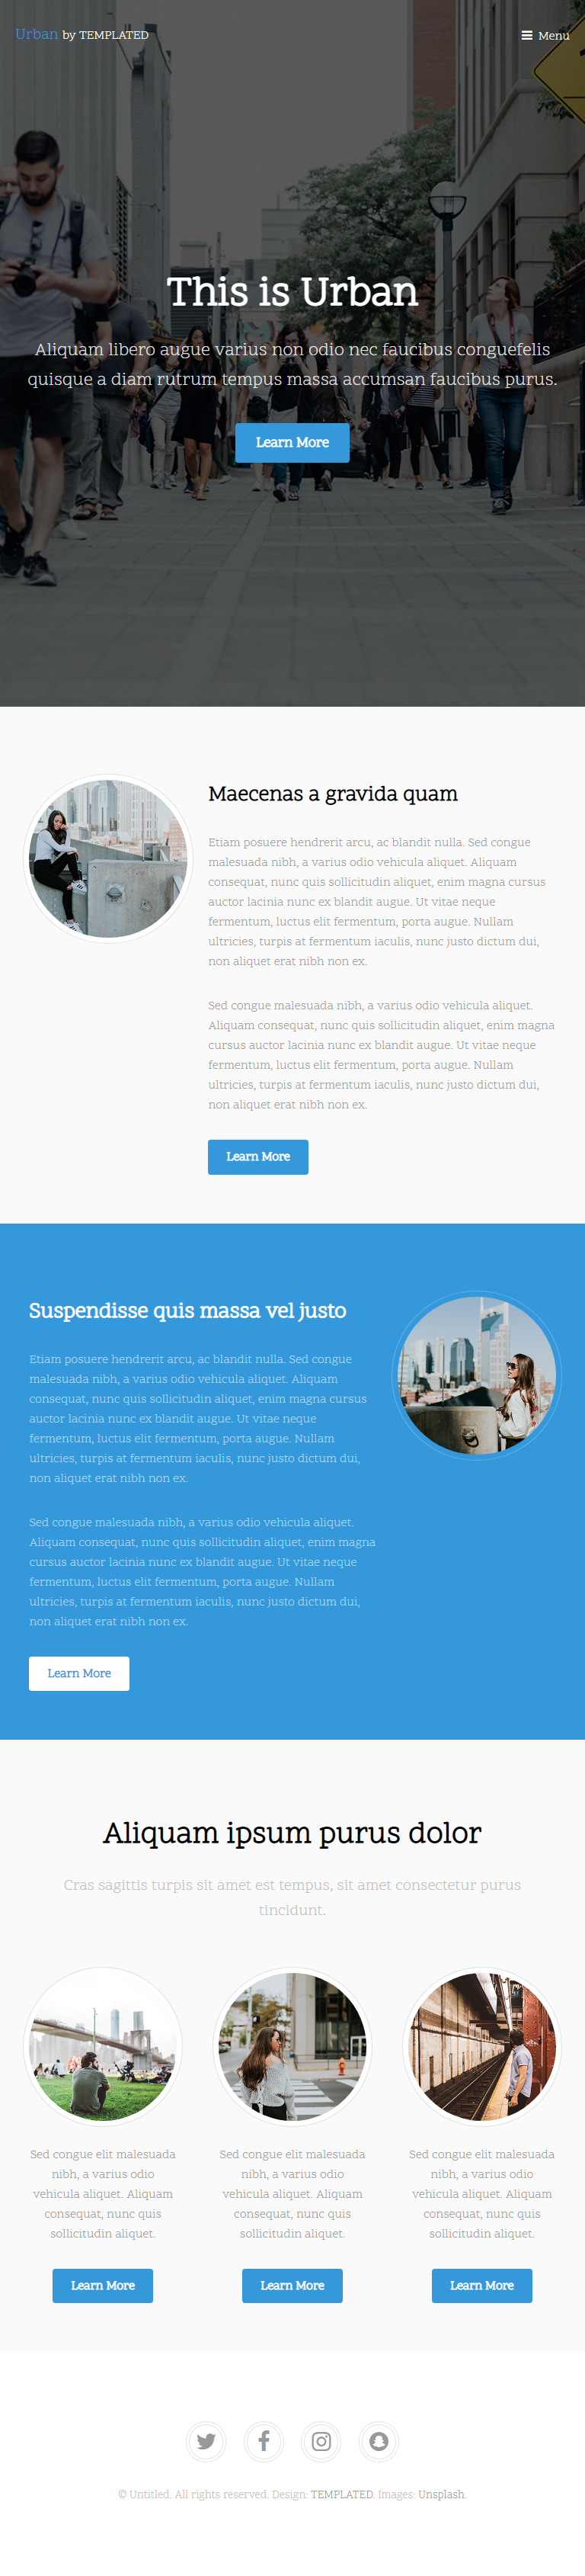 Urban by TEMPLATED
Menu
This is Urban
Aliquam libero augue varius non odio nec faucibus conguefelis
quisque a diam rutrum tempus massa accumsan faucibus purus.
Learn More
Maecenas a gravida quam
Etiam posuere hendrerit arcu, ac blandit nulla. Sed congue
malesuada nibh, a varius odio vehicula aliquet. Aliquam
consequat, nunc quis sollicitudin aliquet, enim magna cursus
auctor lacinia nunc ex blandit augue. Ut vitae neque
fermentum, luctus elit fermentum, porta augue. Nullam
ultricies, turpis at fermentum iaculis, nunc justo dictum dui,
non aliquet erat nibh non ex.
Sed congue malesuada nibh, a varius odio vehicula aliquet.
Aliquam consequat, nunc quis sollicitudin aliquet, enim magna
cursus auctor lacinia nunc ex blandit augue. Ut vitae neque
fermentum, luctus elit fermentum, porta augue. Nullam
ultricies, turpis at fermentum iaculis, nunc justo dictum dui,
non aliquet erat nibh non ex.
Learn More
Suspendisse quis massa vel justo
Etiam posuere hendrerit arcu, ac blandit nulla. Sed congue
malesuada nibh, a varius odio vehicula aliquet. Aliquam
consequat, nunc quis sollicitudin aliquet, enim magna cursus
auctor lacinia nunc ex blandit augue. Ut vitae neque
fermentum, luctus elit fermentum, porta augue. Nullam
ultricies, turpis at fermentum iaculis, nunc justo dictum dui,
non aliquet erat nibh non ex.
Sed congue malesuada nibh, a varius odio vehicula aliquet.
Aliquam consequat, nunc quis sollicitudin aliquet, enim magna
cursus auctor lacinia nunc ex blandit augue. Ut vitae neque
fermentum, luctus elit fermentum, porta augue. Nullam
ultricies, turpis at fermentum iaculis, nunc justo dictum dui,
non aliquet erat nibh non ex.
Learn More
Aliquam ipsum purus dolor
Cras sagittis turpis sit amet est tempus, sit amet consectetur purus
tincidunt.
Sed congue elit malesuada
nibh, a varius odio
vehicula aliquet. Aliquam
consequat, nunc quis
sollicitudin aliquet.
Learn More
Sed congue elit malesuada
nibh, a varius odio
vehicula aliquet. Aliquam
consequat, nunc quis
sollicitudin aliquet.
Learn More
Sed congue elit malesuada
nibh, a varius odio
vehicula aliquet. Aliquam
consequat, nunc quis
sollicitudin aliquet.
Learn More
© Untitled. All rights reserved. Design: TEMPLATED. Images: Unsplash.